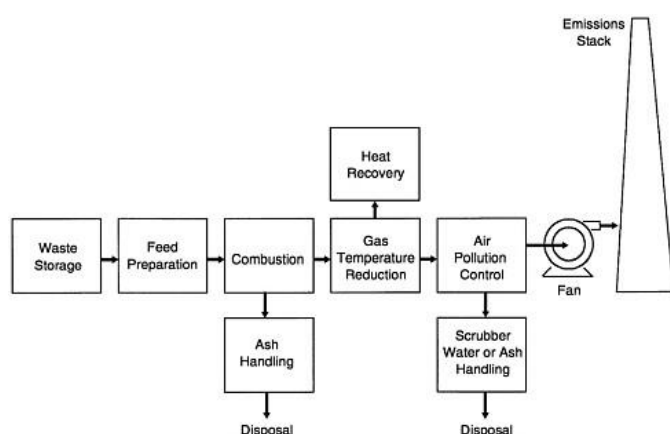 Emissions
Stack
Heat
Recovery
Waste
Storage
Feed
Preparation
Combustion
Gas
Temperature
Reduction
Air
Pollution
Control
Fan
Ash
Handling
Scrubber
Water or Ash
Handling
Disposal
Disposal